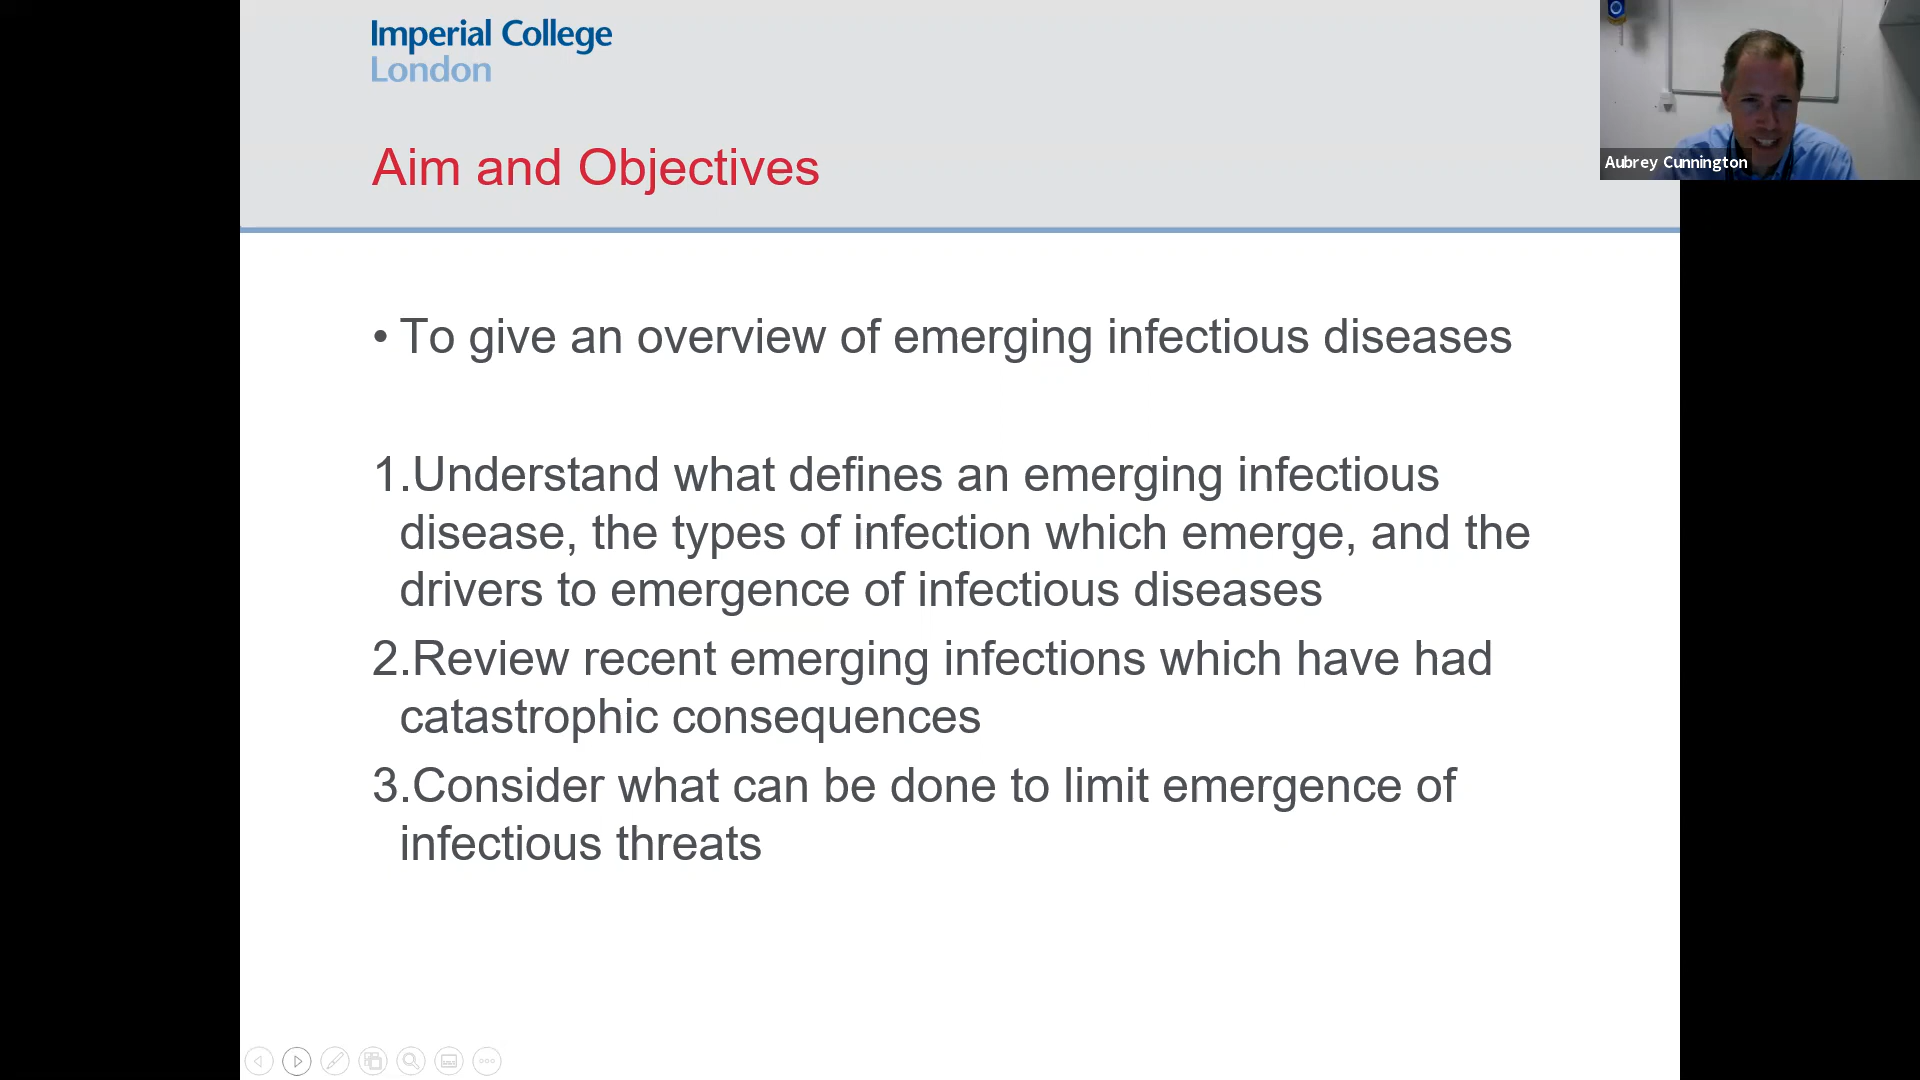 Imperial College
London
Aim and Objectives
Aubrey Cunnington
• To give an overview of emerging infectious diseases
1.Understand what defines an emerging infectious
disease, the types of infection which emerge, and the
drivers to emergence of infectious diseases
2.Review recent emerging infections which have had
catastrophic consequences
3.Consider what can be done to limit emergence of
infectious threats